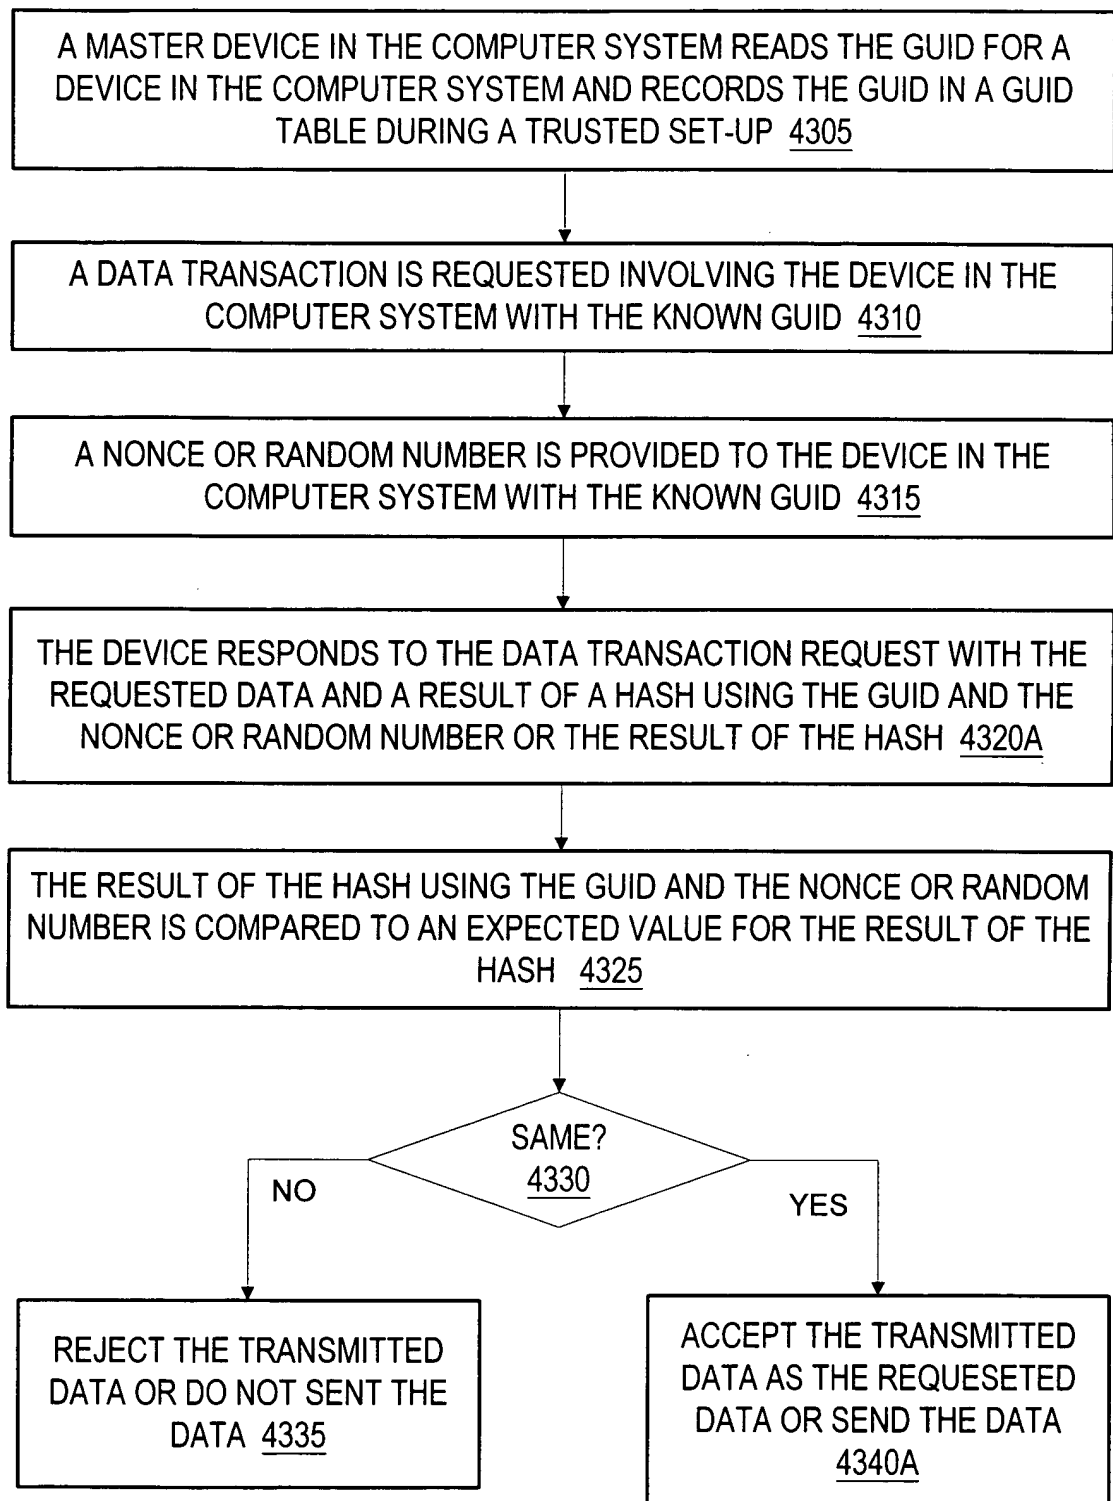 A MASTER DEVICE IN THE COMPUTER SYSTEM READS THE GUID FOR A
DEVICE IN THE COMPUTER SYSTEM AND RECORDS THE GUID IN A GUID
TABLE DURING A TRUSTED SET-UP 4305
A DATA TRANSACTION IS REQUESTED INVOLVING THE DEVICE IN THE
COMPUTER SYSTEM WITH THE KNOWN GUID 4310
A NONCE OR RANDOM NUMBER IS PROVIDED TO THE DEVICE IN THE
COMPUTER SYSTEM WITH THE KNOWN GUID 4315
THE DEVICE RESPONDS TO THE DATA TRANSACTION REQUEST WITH THE
REQUESTED DATA AND A RESULT OF A HASH USING THE GUID AND THE
NONCE OR RANDOM NUMBER OR THE RESULT OF THE HASH 4320A
THE RESULT OF THE HASH USING THE GUID AND THE NONCE OR RANDOM
NUMBER IS COMPARED TO AN EXPECTED VALUE FOR THE RESULT OF THE
HASH 4325
SAME?
4330
NO
YES
REJECT THE TRANSMITTED
DATA OR DO NOT SENT THE
DATA 4335
ACCEPT THE TRANSMITTED
DATA AS THE REQUESETED
DATA OR SEND THE DATA
4340A